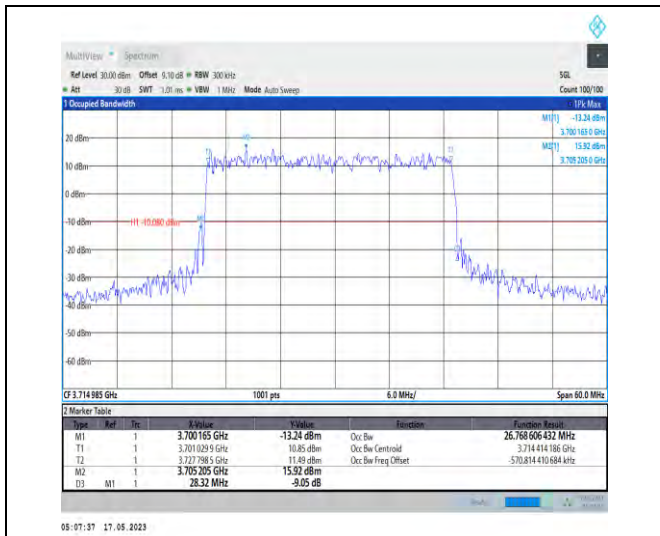 MultiView Spectrum
Ref Level 30.00 dBm Offset 9.10 dB RBW 300 kHz SGL
Att 30 dB SWT 1.01 ms VBW 1 MHz Mode Auto Sweep Count 100/100
1 Occupied Bandwidth 1Pk Max
M1[1] -13.24 dBm
3.700 165 0 GHz
M2[1] 15.92 dBm
3.705 205 0 GHz
20 dBm
10 dBm
0 dBm
-10 dBm
H1 -10.080 dBm
-20 dBm
-30 dBm
-40 dBm
-50 dBm
-60 dBm
CF 3.714 985 GHz 1001 pts 6.0 MHz/ Span 60.0 MHz
2 Marker Table
Type Ref Trc X-Value Y-Value Function Function Result
M1 1 3.700165 GHz -13.24 dBm Occ Bw 26.768 606 432 MHz
T1 1 3.701 029 9 GHz 10.85 dBm Occ Bw Centroid 3.714 414 186 GHz
T2 1 3.727 798 5 GHz 11.49 dBm Occ Bw Freq Offset -570.814 410 684 kHz
M2 1 3.705 205 GHz 15.92 dBm
D3 M1 1 28.32 MHz -9.05 dB
05:07:37 17.05.2023